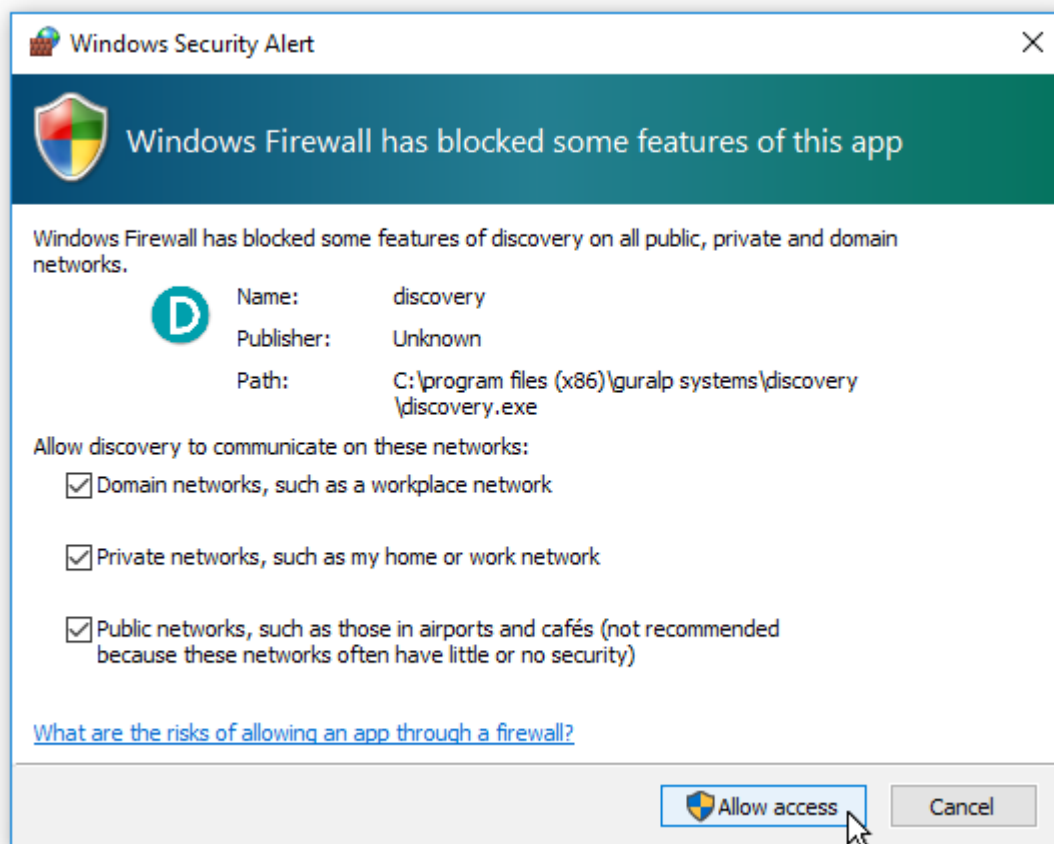 Windows Security Alert
Windows Firewall has blocked some features of this app
Windows Firewall has blocked some features of discovery on all public, private and domain
networks.
D
Name: discovery
Publisher: Unknown
Path: C:\program files (x86)\guralp systems\discovery
\discovery.exe
Allow discovery to communicate on these networks:
Domain networks, such as a workplace network
Private networks, such as my home or work network
Public networks, such as those in airports and cafés (not recommended
because these networks often have little or no security)
What are the risks of allowing an app through a firewall?
Allow access Cancel